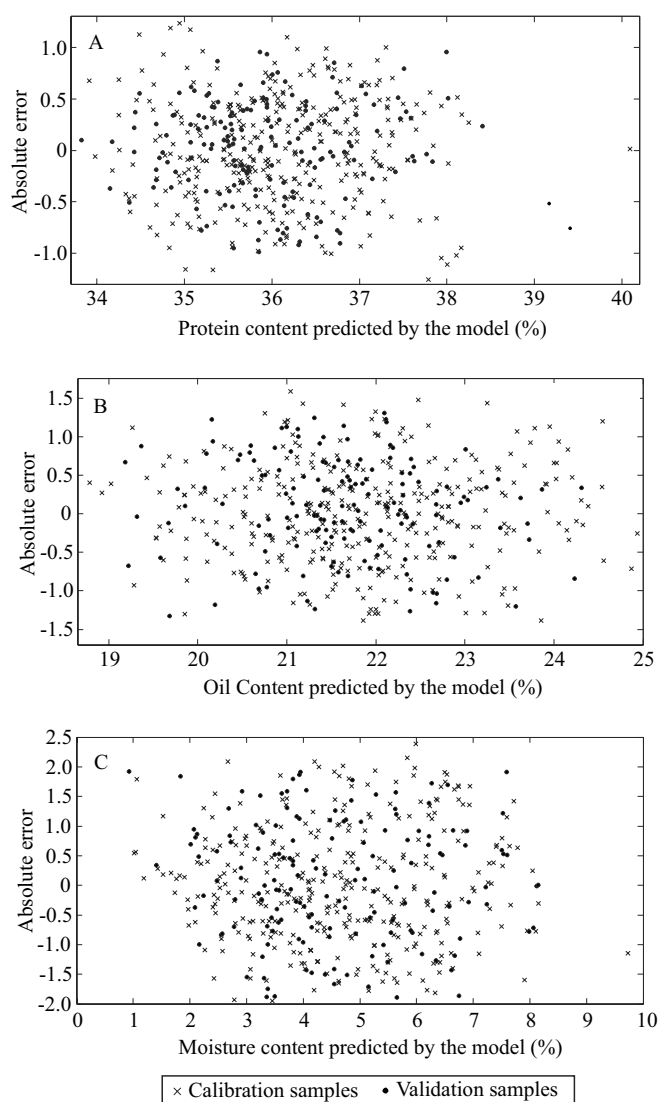 A
1.0
0.5
0
-0.5
-1.0
Absolute error
34 35 36 37 38 39 40
Protein content predicted by the model (%)
B
1.5
1.0
0.5
0
-0.5
-1.0
-1.5
Absolute error
19 20 21 22 23 24 25
Oil Content predicted by the model (%)
C
2.5
2.0
1.5
1.0
0.5
0
-0.5
-1.0
-1.5
-2.0
Absolute error
0 1 2 3 4 5 6 7 8 9 10
Moisture content predicted by the model (%)
× Calibration samples • Validation samples